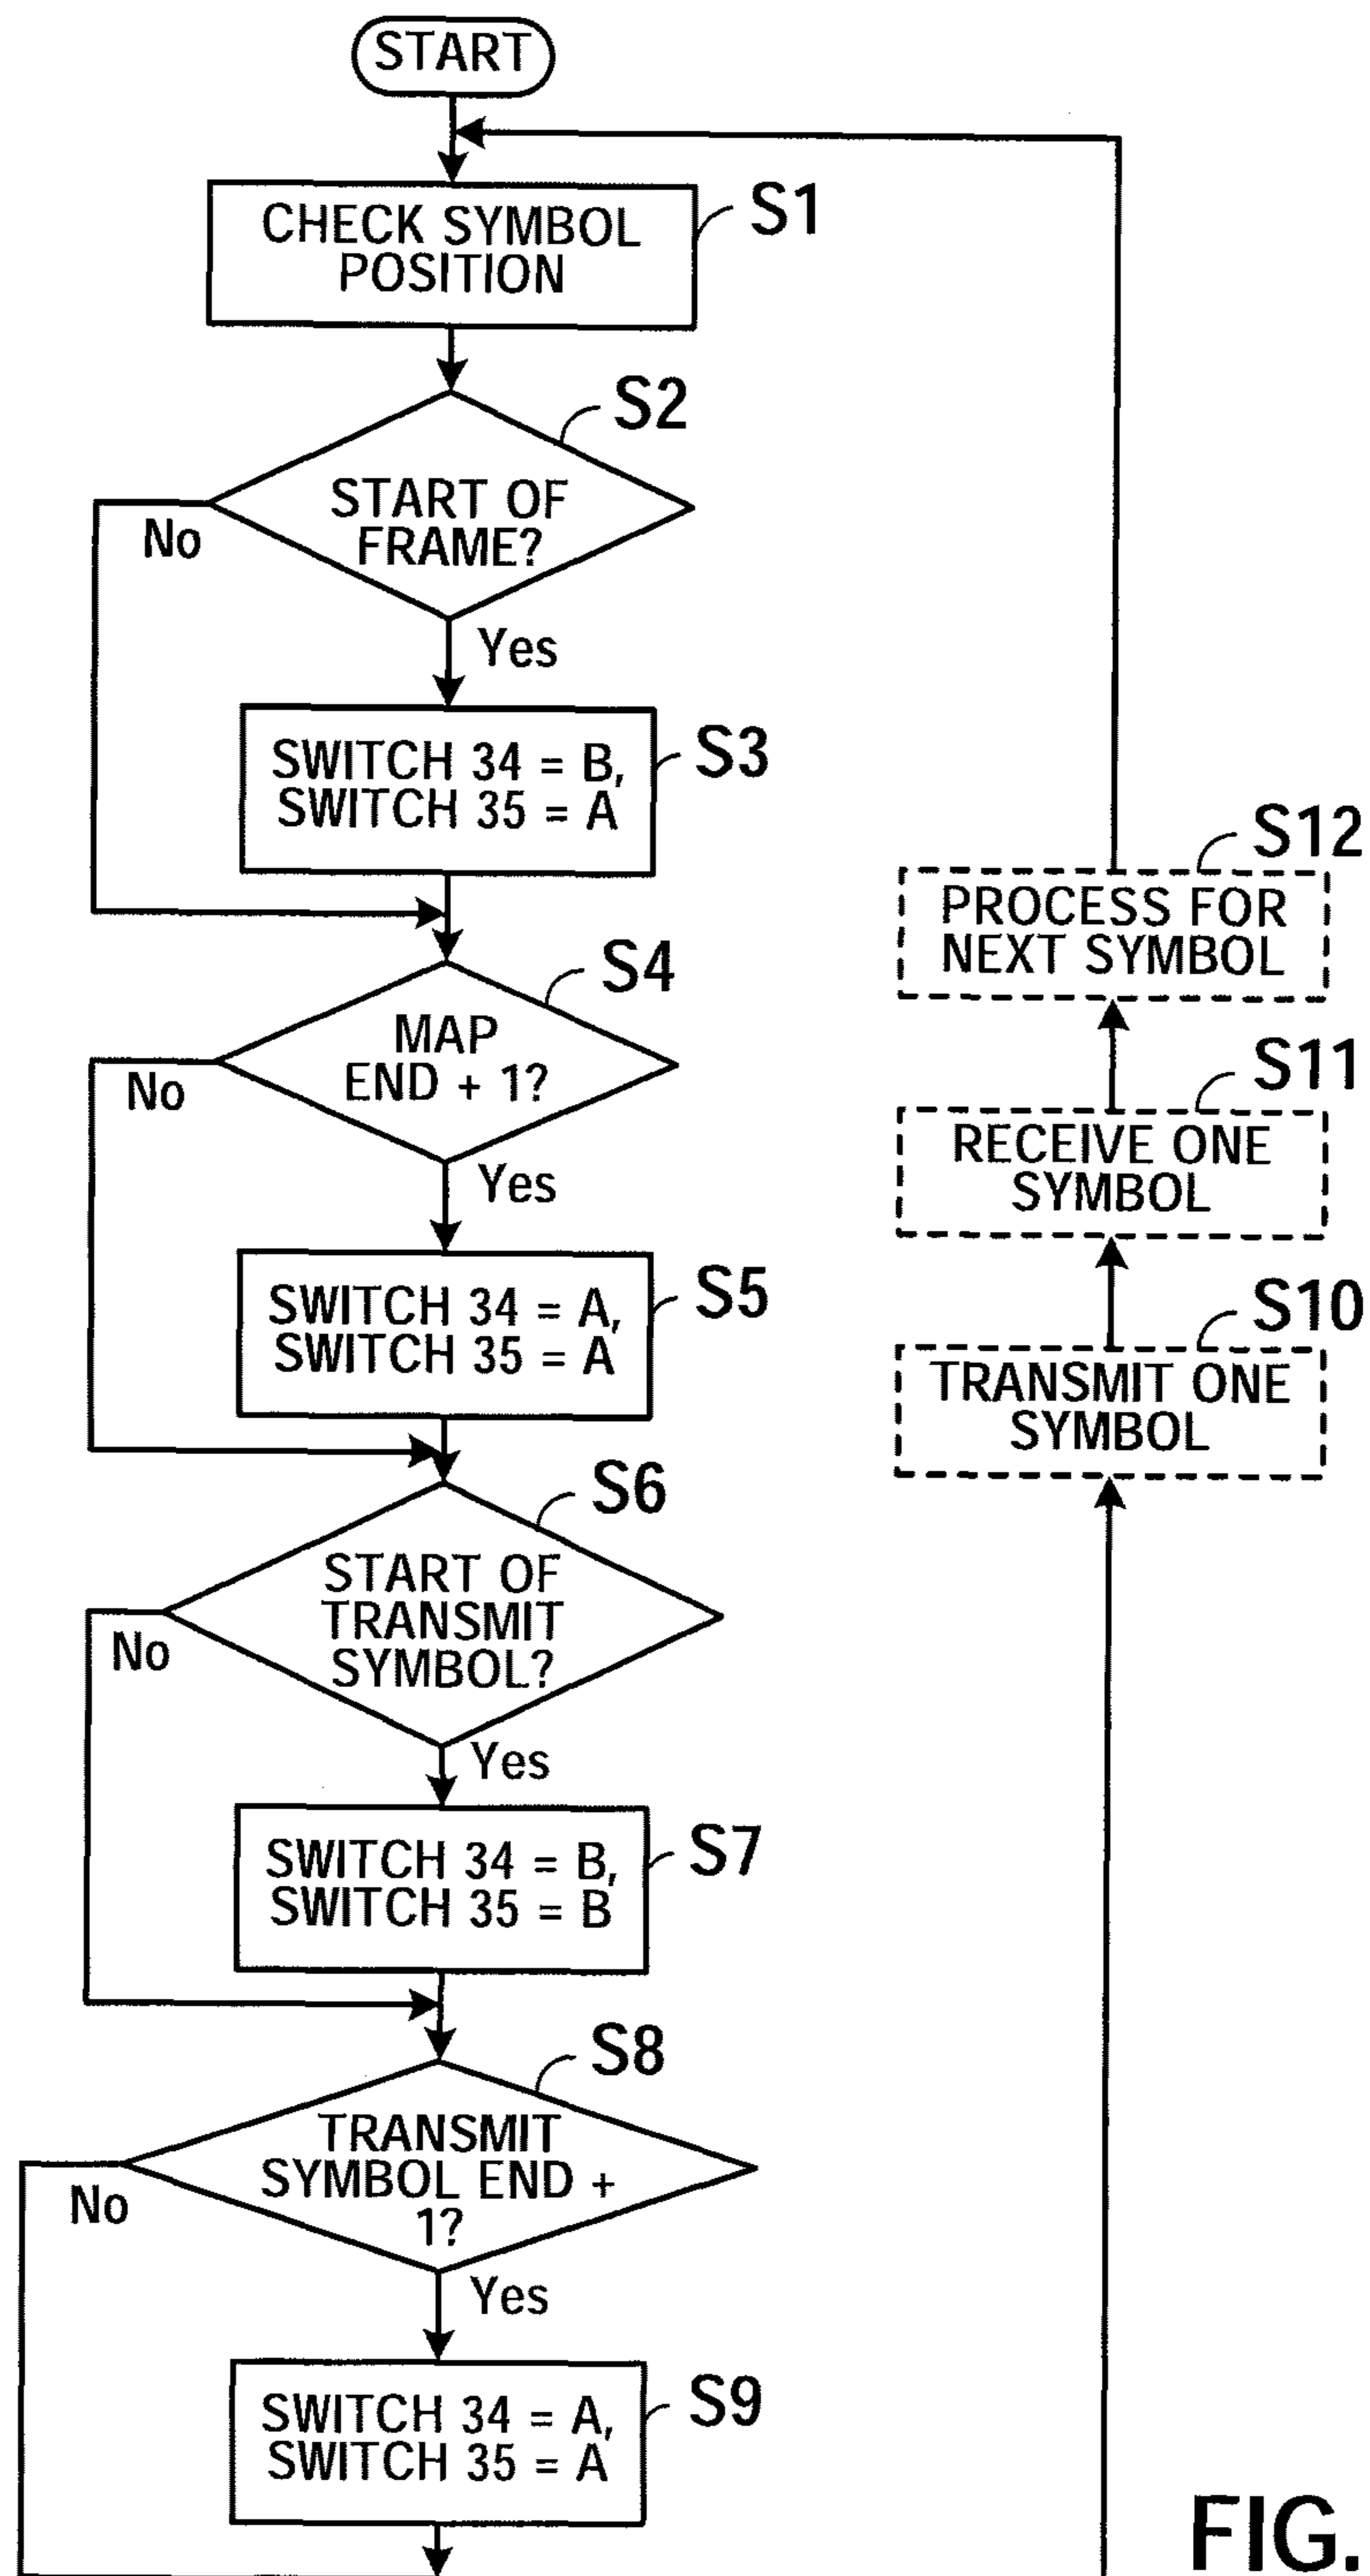 START
CHECK SYMBOL
POSITION
S1
START OF
FRAME?
S2
No
Yes
SWITCH 34 = B,
SWITCH 35 = A
S3
MAP
END + 1?
S4
No
Yes
SWITCH 34 = A,
SWITCH 35 = A
S5
START OF
TRANSMIT
SYMBOL?
S6
No
Yes
SWITCH 34 = B,
SWITCH 35 = B
S7
TRANSMIT
SYMBOL END +
1?
S8
No
Yes
SWITCH 34 = A,
SWITCH 35 = A
S9
TRANSMIT ONE
SYMBOL
S10
RECEIVE ONE
SYMBOL
S11
PROCESS FOR
NEXT SYMBOL
S12
FIG.